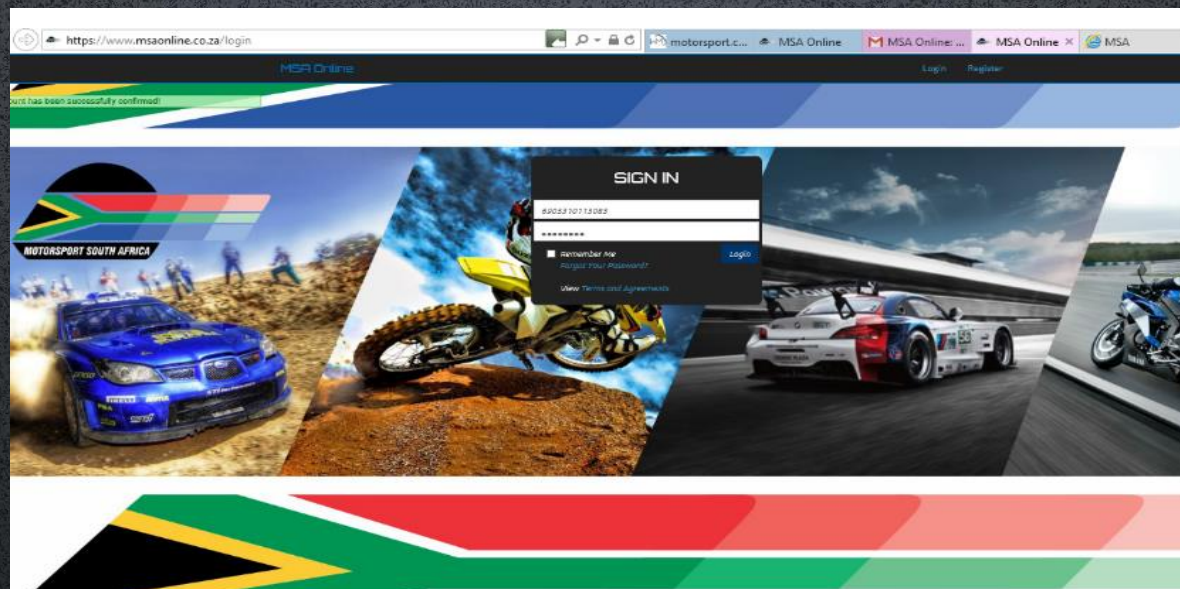 https://www.msaonline.co.za/login
motorsport.c... MSA Online MSA Online: ... MSA Online MSA
MSA Online Login Register
unt has been successfully confirmed!
SIGN IN
Remember Me Login
Forgot Your Password?
View Terms and Agreements
MOTORSPORT SOUTH AFRICA